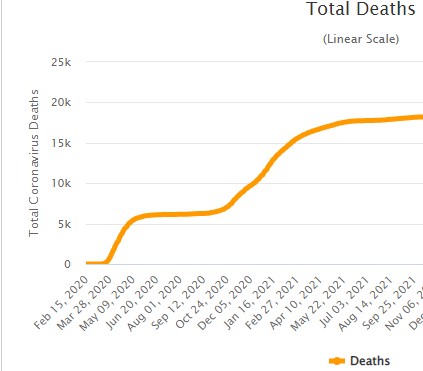 Total Deaths
(Linear Scale)
Total Coronavirus Deaths
25k
20k
15k
10k
5k
0
Feb 15, 2020
Mar 28, 2020
May 09, 2020
Jun 20, 2020
Aug 01, 2020
Sep 12, 2020
Oct 24, 2020
Dec 05, 2020
Jan 16, 2021
Feb 27, 2021
Apr 10, 2021
May 22, 2021
Jul 03, 2021
Aug 14, 2021
Sep 25, 2021
Nov 06,
Deaths